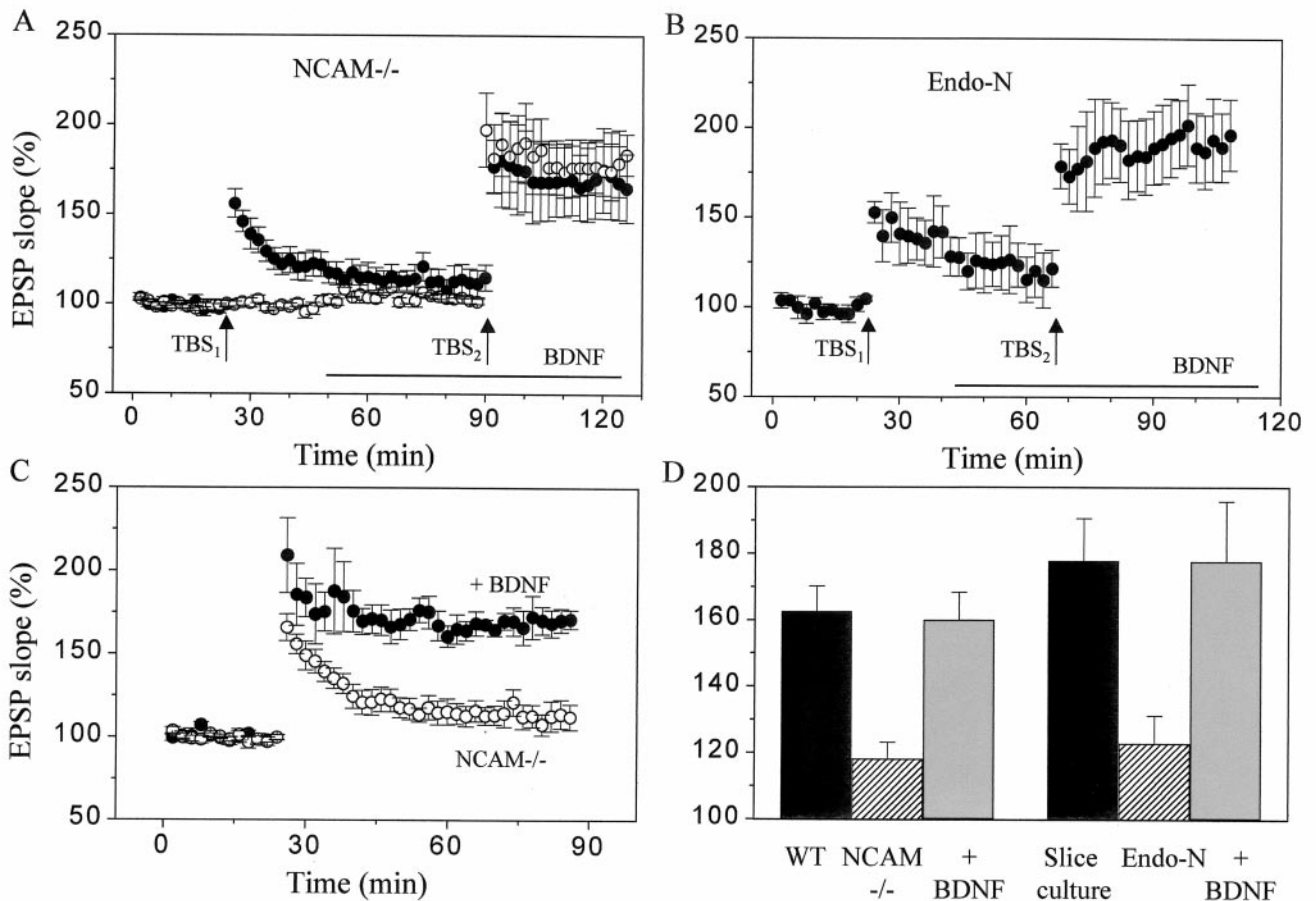 A
250
200
150
100
50
EPSP slope (%)
NCAM-/-
TBS1
TBS2
BDNF
0 30 60 90 120
Time (min)
B
250
200
150
100
50
Endo-N
TBS1
TBS2
BDNF
0 30 60 90 120
Time (min)
C
250
200
150
100
50
EPSP slope (%)
+ BDNF
NCAM-/-
0 30 60 90
Time (min)
D
200
180
160
140
120
100
WT NCAM + Slice Endo-N +
-/- BDNF culture BDNF